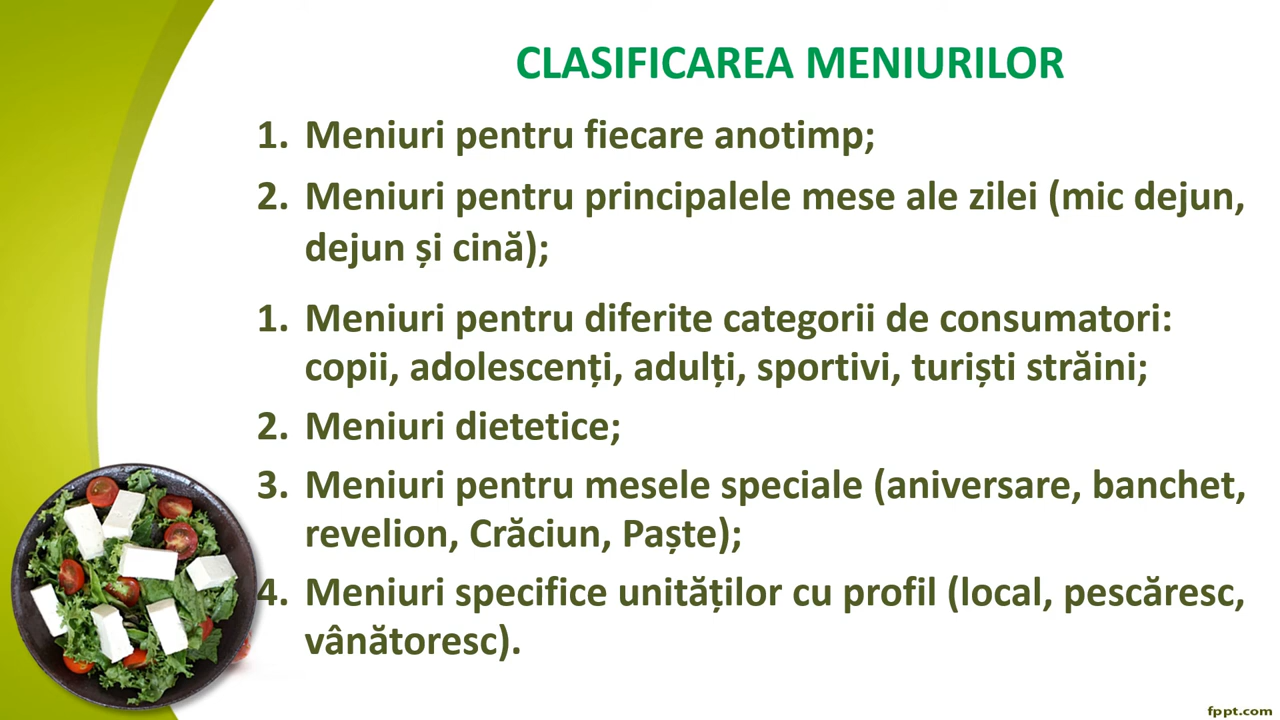 CLASIFICAREA MENIURILOR
1. Meniuri pentru fiecare anotimp;
2. Meniuri pentru principalele mese ale zilei (mic dejun,
dejun și cină);
1. Meniuri pentru diferite categorii de consumatori:
copii, adolescenți, adulți, sportivi, turiști străini;
2. Meniuri dietetice;
3. Meniuri pentru mesele speciale (aniversare, banchet,
revelion, Crăciun, Paște);
4. Meniuri specifice unităților cu profil (local, pescăresc,
vânătoresc).
fppt.com